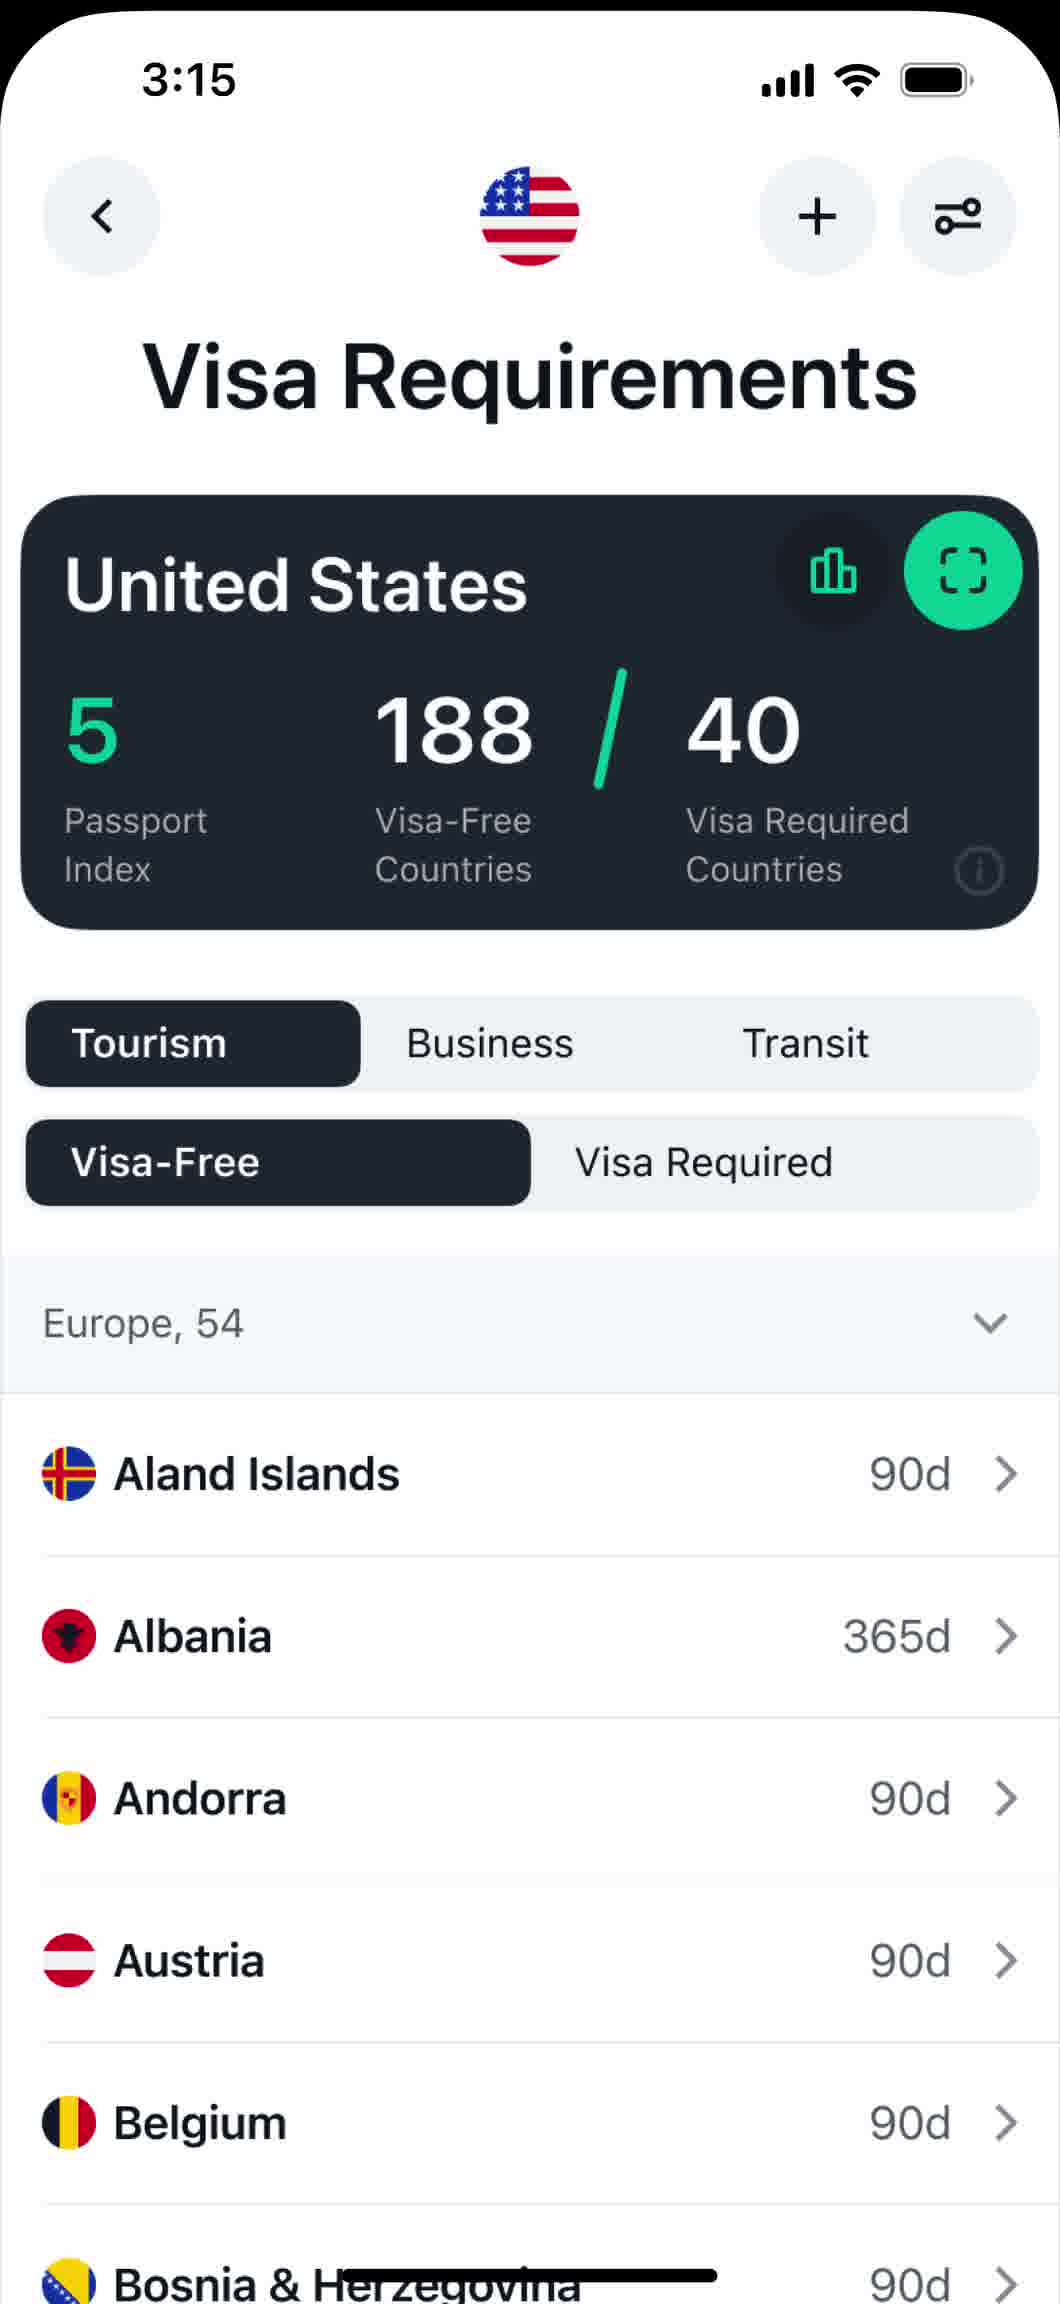 3:15
Visa Requirements
United States
5
188 / 40
Passport
Index
Visa-Free
Countries
Visa Required
Countries
Tourism
Business
Transit
Visa-Free
Visa Required
Europe, 54
Aland Islands 90d
Albania 365d
Andorra 90d
Austria 90d
Belgium 90d
Bosnia & Herzegovina 90d